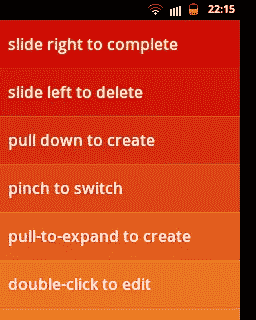 22:15
slide right to complete
slide left to delete
pull down to create
pinch to switch
pull-to-expand to create
double-click to edit